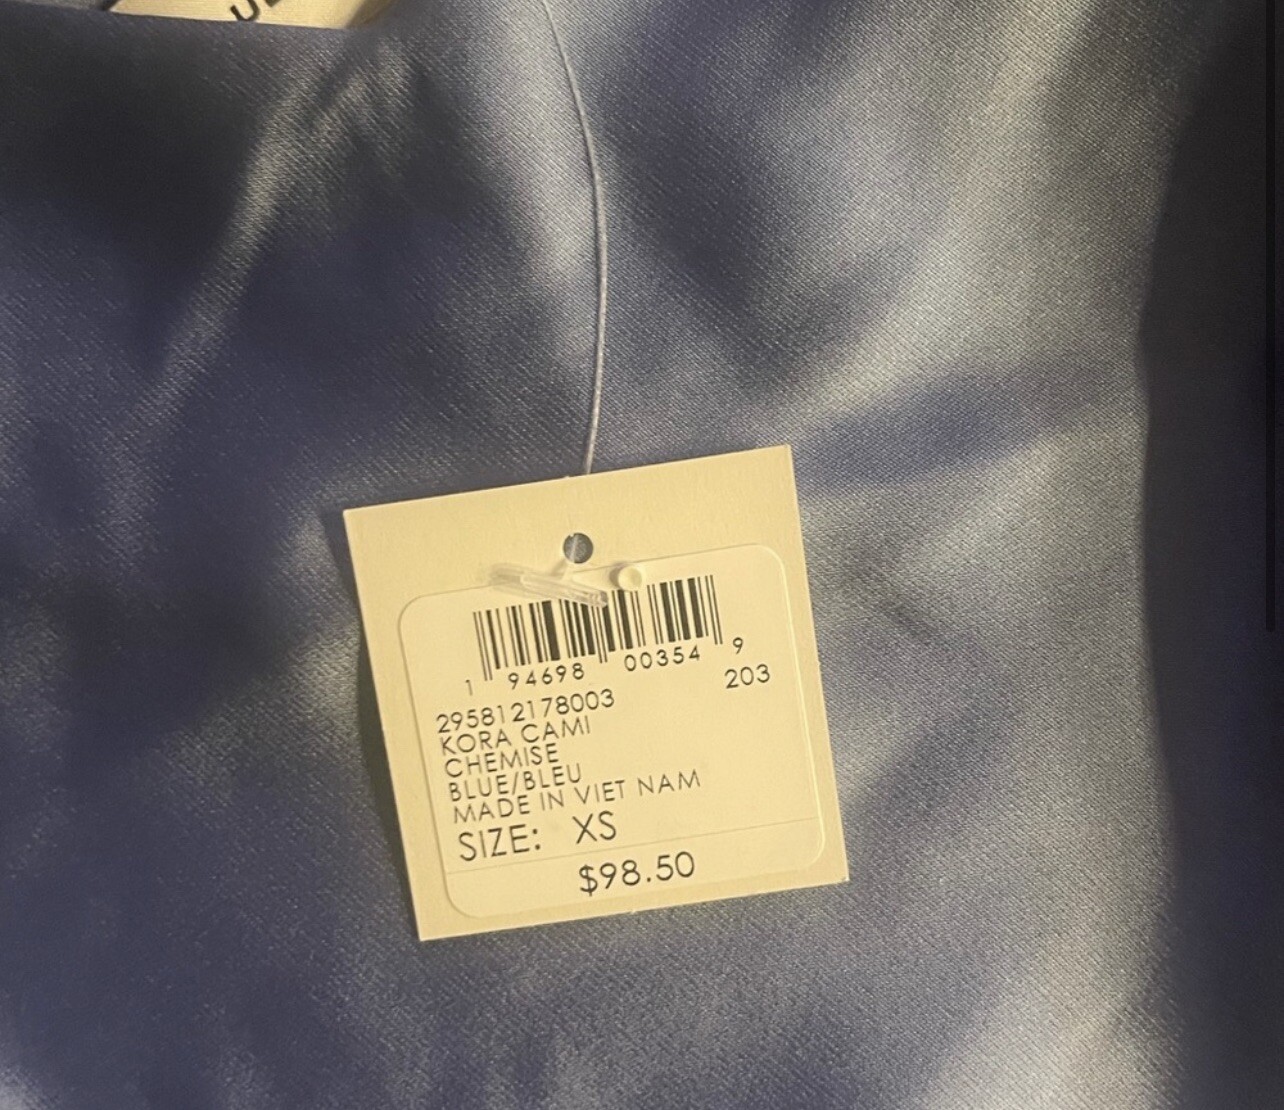 1 94698 00354 9
203
295812178003
KORA CAMI
CHEMISE
BLUE/BLEU
MADE IN VIET NAM
SIZE: XS
$98.50